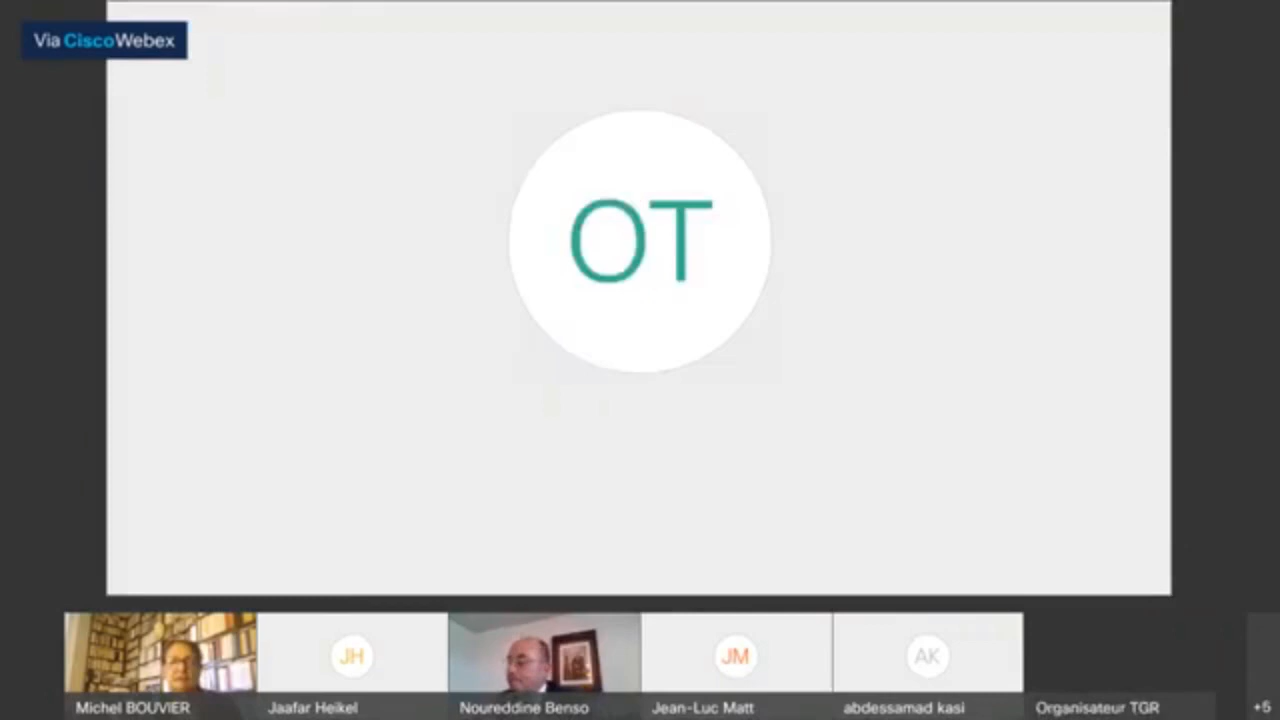 Via CiscoWebex
OT
JH
JM
AK
Michel BOUVIER
Jaafar Heikel
Noureddine Benso
Jean-Luc Matt
abdessamad kasi
Organisateur TGR
+5